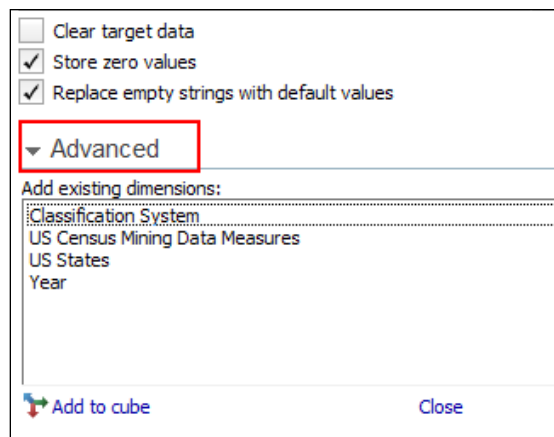 Clear target data
Store zero values
Replace empty strings with default values
Advanced
Add existing dimensions:
Classification System
US Census Mining Data Measures
US States
Year
Add to cube Close